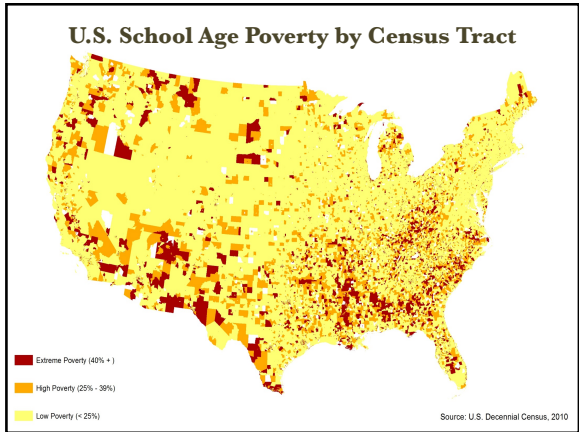 U.S. School Age Poverty by Census Tract
Extreme Poverty (40% + )
High Poverty (25% - 39%)
Low Poverty (< 25%)
Source: U.S. Decennial Census, 2010